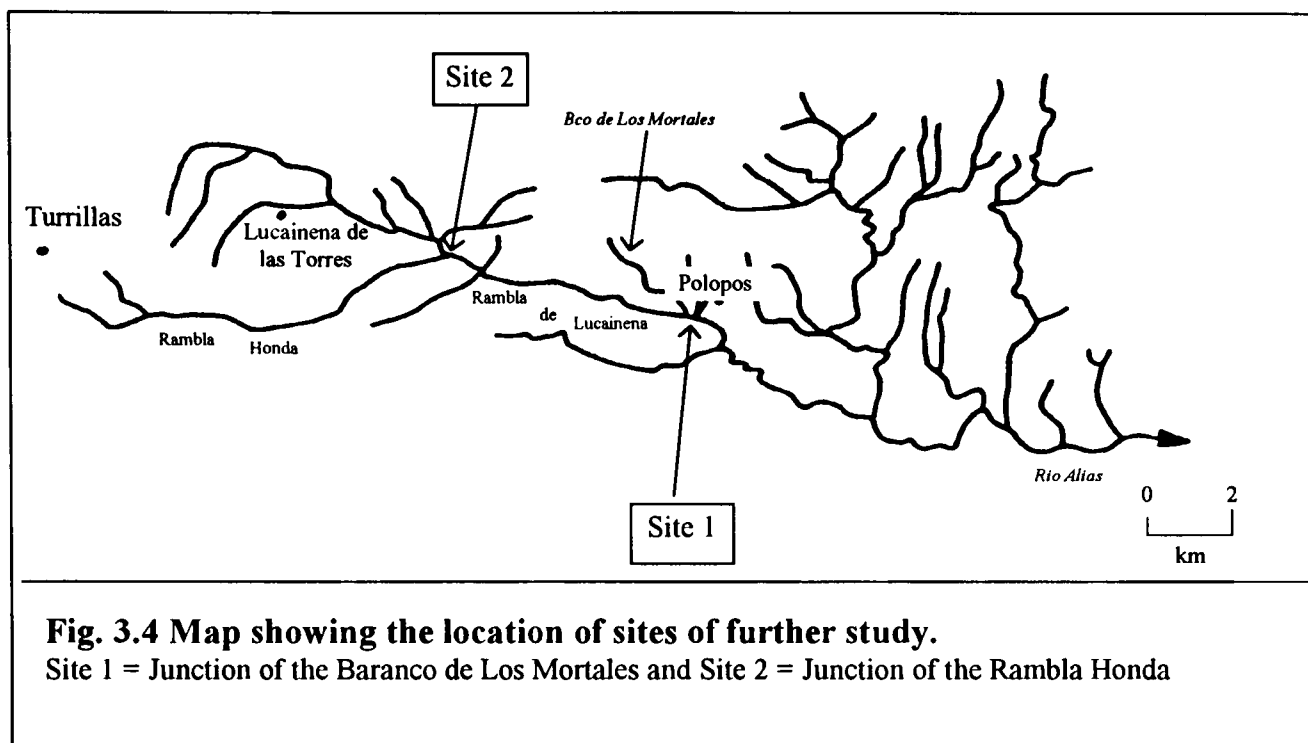 Site 2
Bco de Los Mortales
Turrillas
Lucainena de
las Torres
Polopos
Rambla
de
Lucainena
Rambla
Honda
Site 1
Rio Alias
0 2
km
Fig. 3.4 Map showing the location of sites of further study.
Site 1 = Junction of the Baranco de Los Mortales and Site 2 = Junction of the Rambla Honda